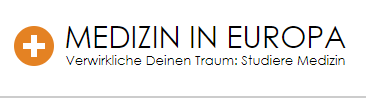 MEDIZIN IN EUROPA
Verwirkliche Deinen Traum: Studiere Medizin